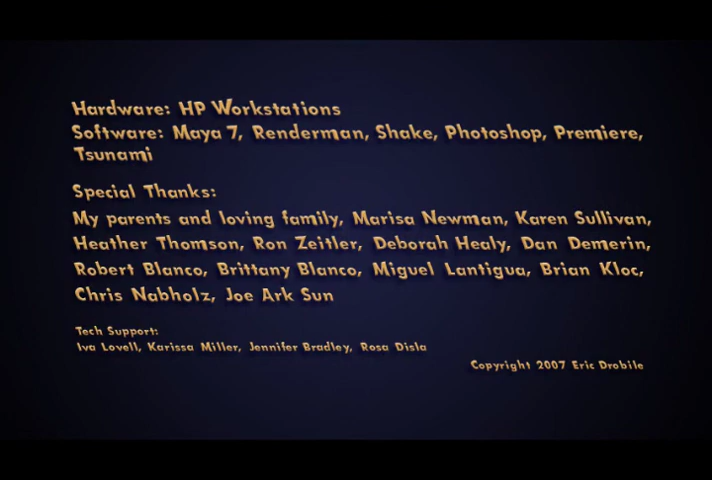 Hardware: HP Workstations
Software: Maya 7, Renderman, Shake, Photoshop, Premiere,
Tsunami
Special Thanks:
My parents and loving family, Marisa Newman, Karen Sullivan,
Heather Thomson, Ron Zeitler, Deborah Healy, Dan Demerin,
Robert Blanco, Brittany Blanco, Miguel Lantigua, Brian Kloc,
Chris Nabholz, Joe Ark Sun
Tech Support:
Iva Lovell, Karissa Miller, Jennifer Bradley, Rosa Disla
Copyright 2007 Eric Drobile